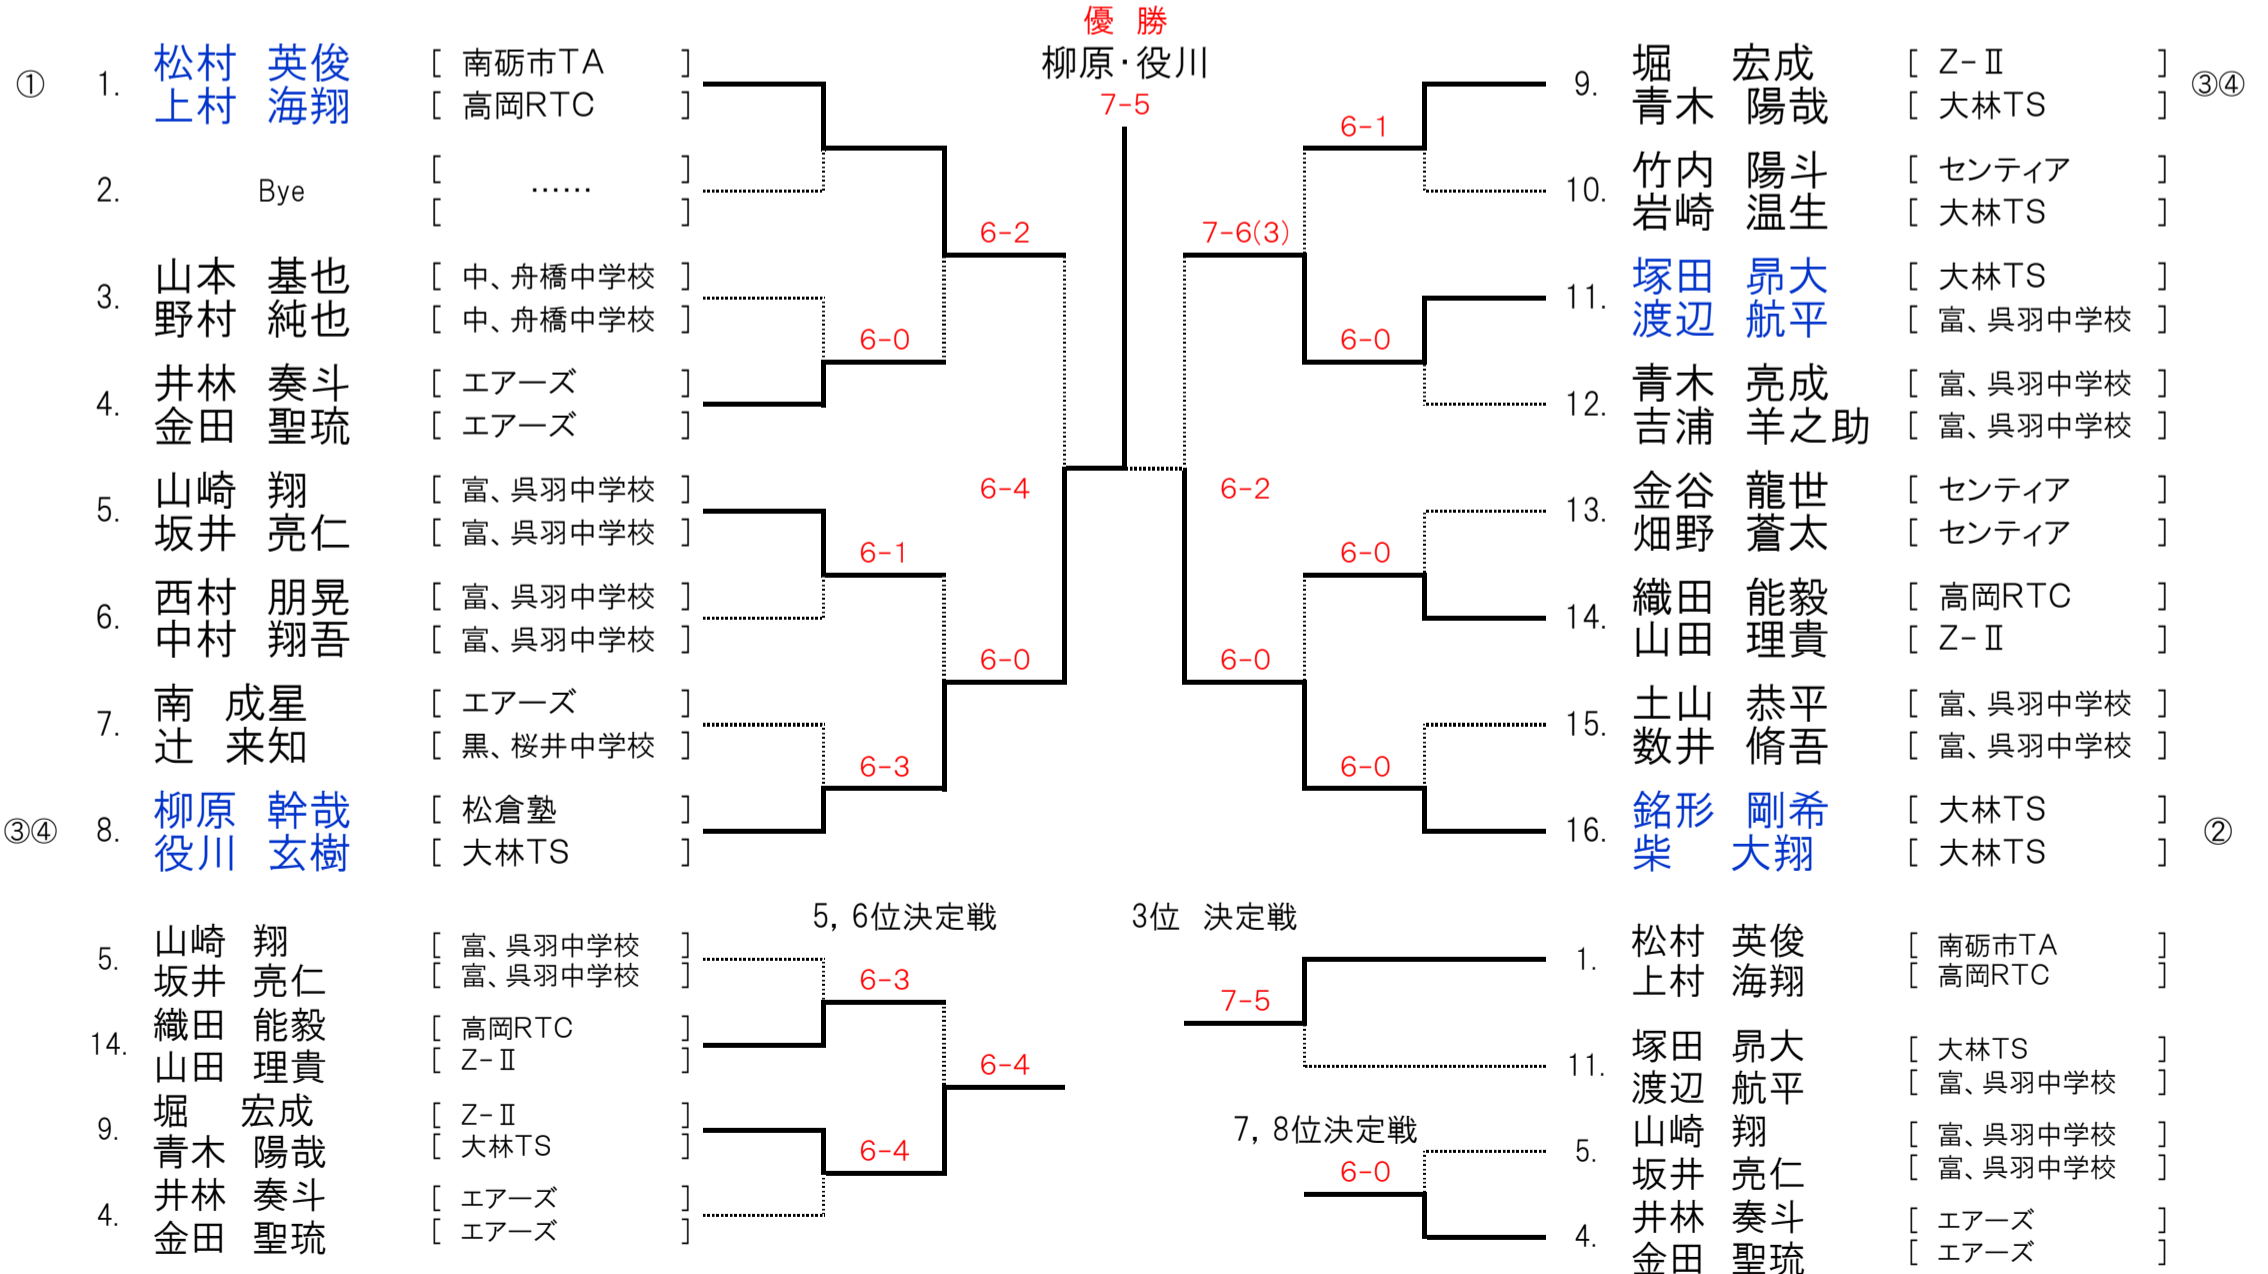 優 勝
柳原・役川
7-5
① 1. 松村 英俊 [ 南砺市TA ]
上村 海翔 [ 高岡RTC ]
2. Bye [ ...... ]
[ ]
3. 山本 基也 [ 中、舟橋中学校 ]
野村 純也 [ 中、舟橋中学校 ]
4. 井林 奏斗 [ エアーズ ]
金田 聖琉 [ エアーズ ]
5. 山崎 翔 [ 富、呉羽中学校 ]
坂井 亮仁 [ 富、呉羽中学校 ]
6. 西村 朋晃 [ 富、呉羽中学校 ]
中村 翔吾 [ 富、呉羽中学校 ]
7. 南 成星 [ エアーズ ]
辻 来知 [ 黒、桜井中学校 ]
③④ 8. 柳原 幹哉 [ 松倉塾 ]
役川 玄樹 [ 大林TS ]
6-2
6-0
6-4
6-1
6-0
6-3
9. 堀 宏成 [ Z-Ⅱ ] ③④
青木 陽哉 [ 大林TS ]
10. 竹内 陽斗 [ センティア ]
岩崎 温生 [ 大林TS ]
11. 塚田 昴大 [ 大林TS ]
渡辺 航平 [ 富、呉羽中学校 ]
12. 青木 亮成 [ 富、呉羽中学校 ]
吉浦 羊之助 [ 富、呉羽中学校 ]
13. 金谷 龍世 [ センティア ]
畑野 蒼太 [ センティア ]
14. 織田 能毅 [ 高岡RTC ]
山田 理貴 [ Z-Ⅱ ]
15. 土山 恭平 [ 富、呉羽中学校 ]
数井 脩吾 [ 富、呉羽中学校 ]
16. 銘形 剛希 [ 大林TS ] ②
柴 大翔 [ 大林TS ]
6-1
7-6(3)
6-0
6-2
6-0
6-0
6-0
5, 6位決定戦
5. 山崎 翔 [ 富、呉羽中学校 ]
坂井 亮仁 [ 富、呉羽中学校 ]
14. 織田 能毅 [ 高岡RTC ]
山田 理貴 [ Z-Ⅱ ]
9. 堀 宏成 [ Z-Ⅱ ]
青木 陽哉 [ 大林TS ]
4. 井林 奏斗 [ エアーズ ]
金田 聖琉 [ エアーズ ]
6-3
6-4
6-4
3位 決定戦
1. 松村 英俊 [ 南砺市TA ]
上村 海翔 [ 高岡RTC ]
7-5
11. 塚田 昴大 [ 大林TS ]
渡辺 航平 [ 富、呉羽中学校 ]
7, 8位決定戦
5. 山崎 翔 [ 富、呉羽中学校 ]
坂井 亮仁 [ 富、呉羽中学校 ]
6-0
4. 井林 奏斗 [ エアーズ ]
金田 聖琉 [ エアーズ ]